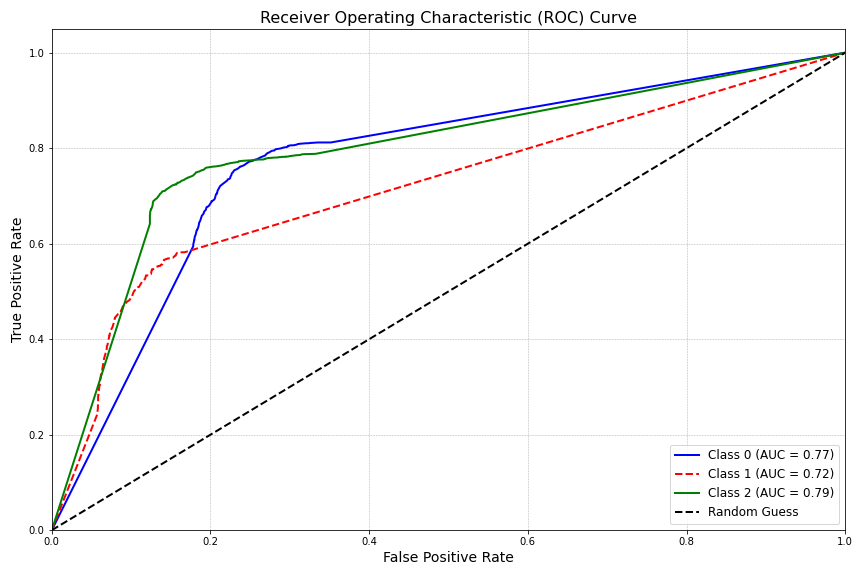 Receiver Operating Characteristic (ROC) Curve
True Positive Rate
1.0
0.8
0.6
0.4
0.2
0.0
Class 0 (AUC = 0.77)
Class 1 (AUC = 0.72)
Class 2 (AUC = 0.79)
Random Guess
0.0 0.2 0.4 0.6 0.8 1.0
False Positive Rate